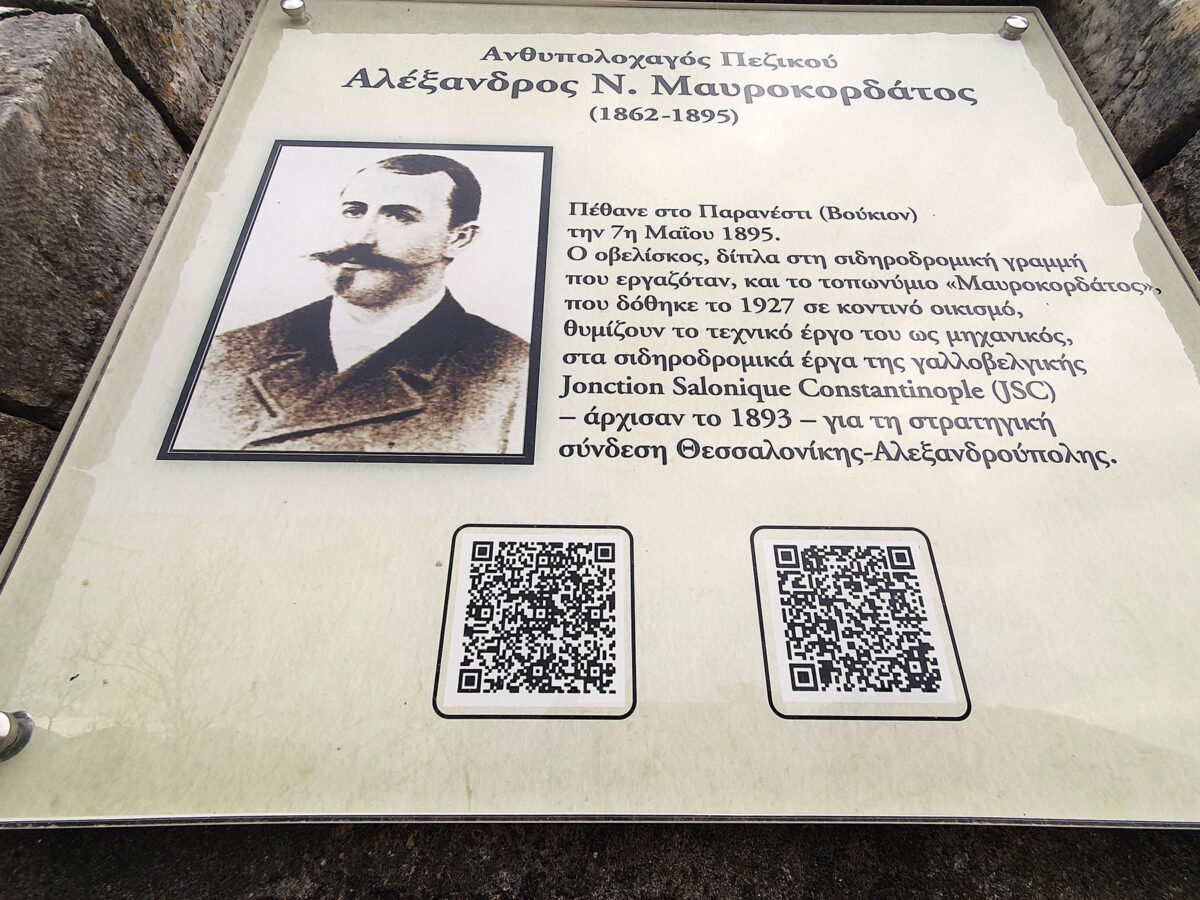 Ανθυπολοχαγός Πεζικού
Αλέξανδρος Ν. Μαυροκορδάτος
(1862-1895)
Πέθανε στο Παρανέστι (Βούκιον)
την 7η Μαΐου 1895.
Ο οβελίσκος, δίπλα στη σιδηροδρομική γραμμή
που εργαζόταν, και το τοπωνύμιο «Μαυροκορδάτος»,
που δόθηκε το 1927 σε κοντινό οικισμό,
θυμίζουν το τεχνικό έργο του ως μηχανικός,
στα σιδηροδρομικά έργα της γαλλοβελγικής
Jonction Salonique Constantinople (JSC)
– άρχισαν το 1893 – για τη στρατηγική
σύνδεση Θεσσαλονίκης-Αλεξανδρούπολης.